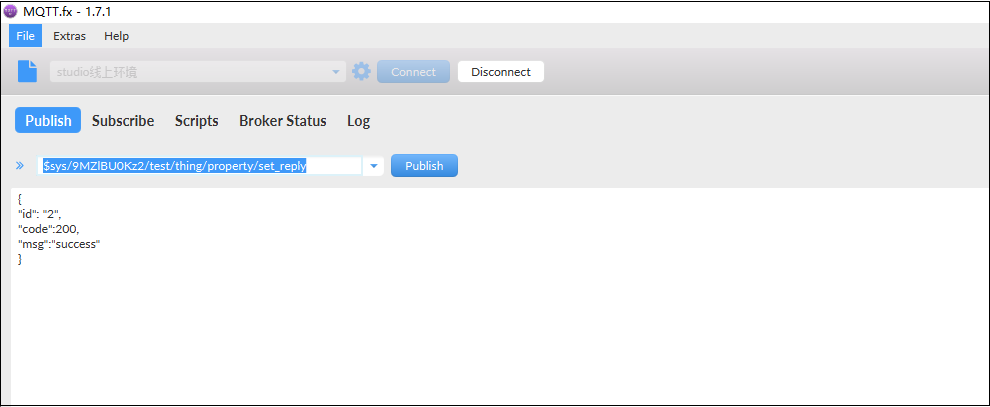 MQTT.fx - 1.7.1
File Extras Help
studio线上环境 Connect Disconnect
Publish Subscribe Scripts Broker Status Log
$sys/9MZlBU0Kz2/test/thing/property/set_reply Publish
{
"id": "2",
"code":200,
"msg":"success"
}